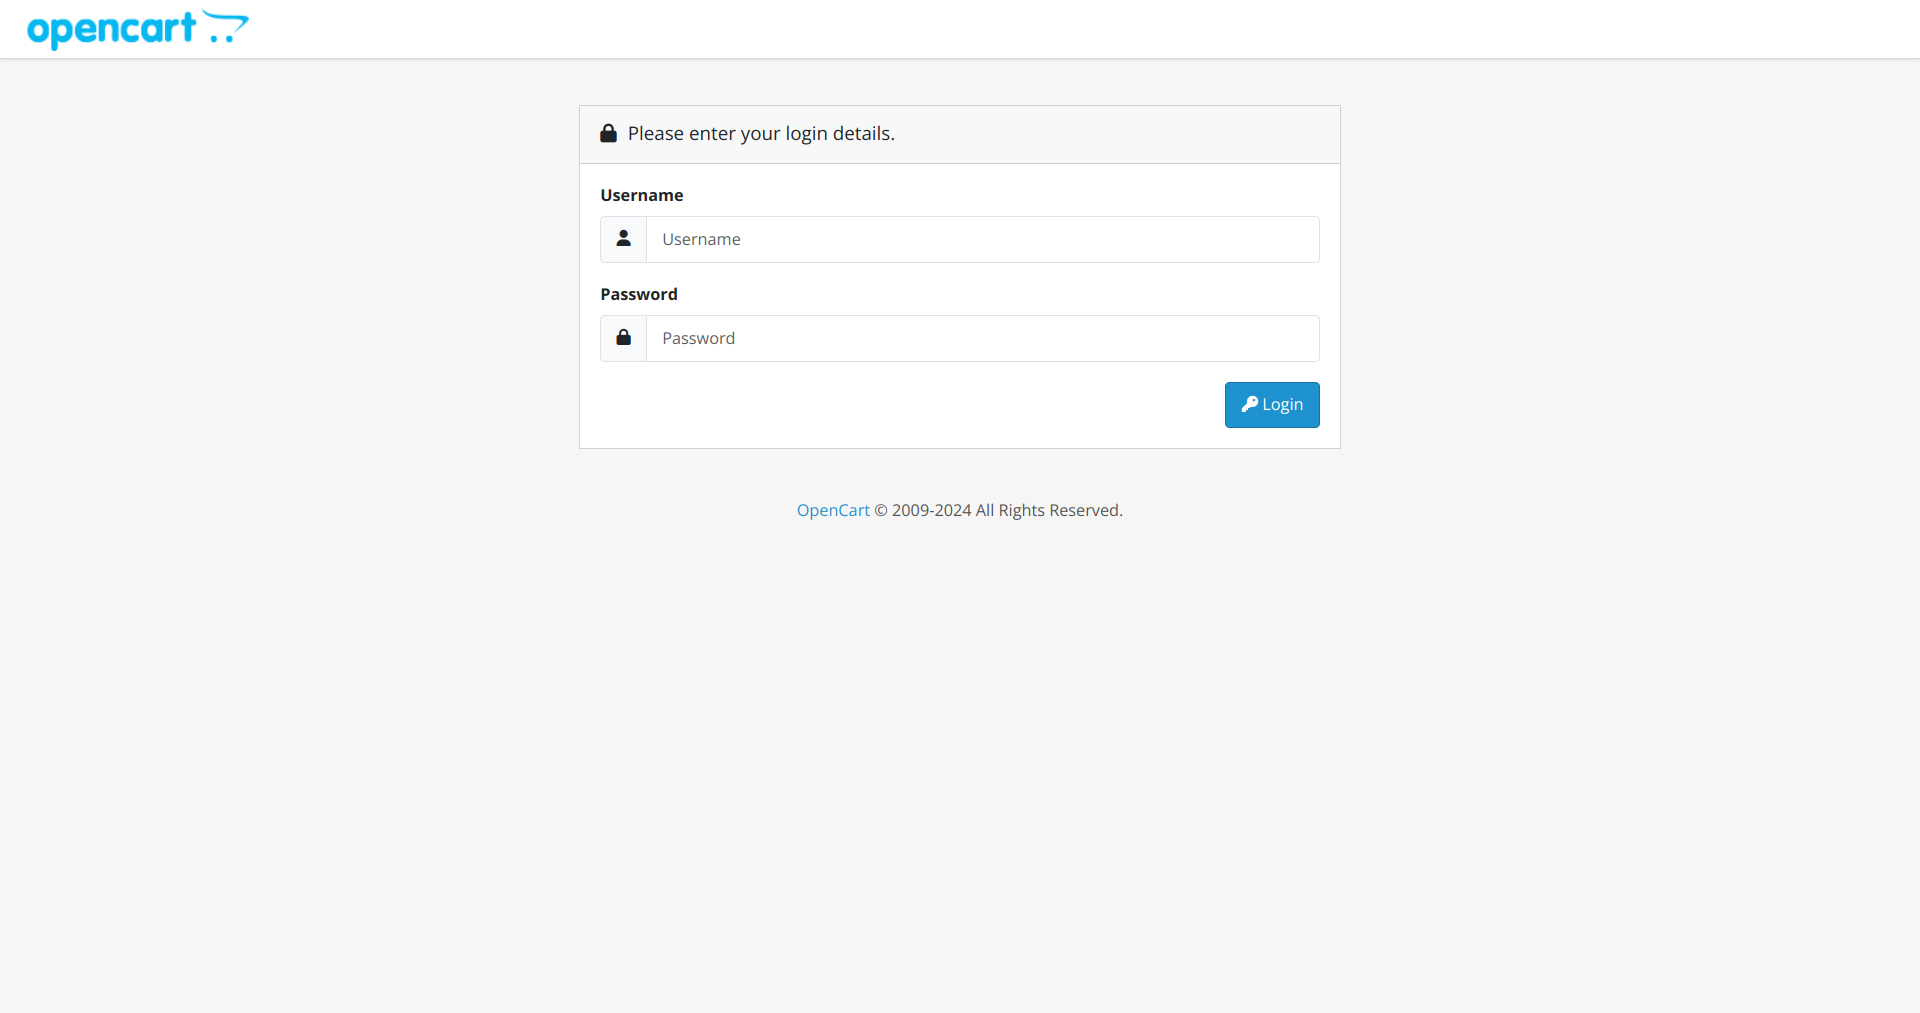 opencart
Please enter your login details.
Username
Username
Password
Password
Login
OpenCart © 2009-2024 All Rights Reserved.